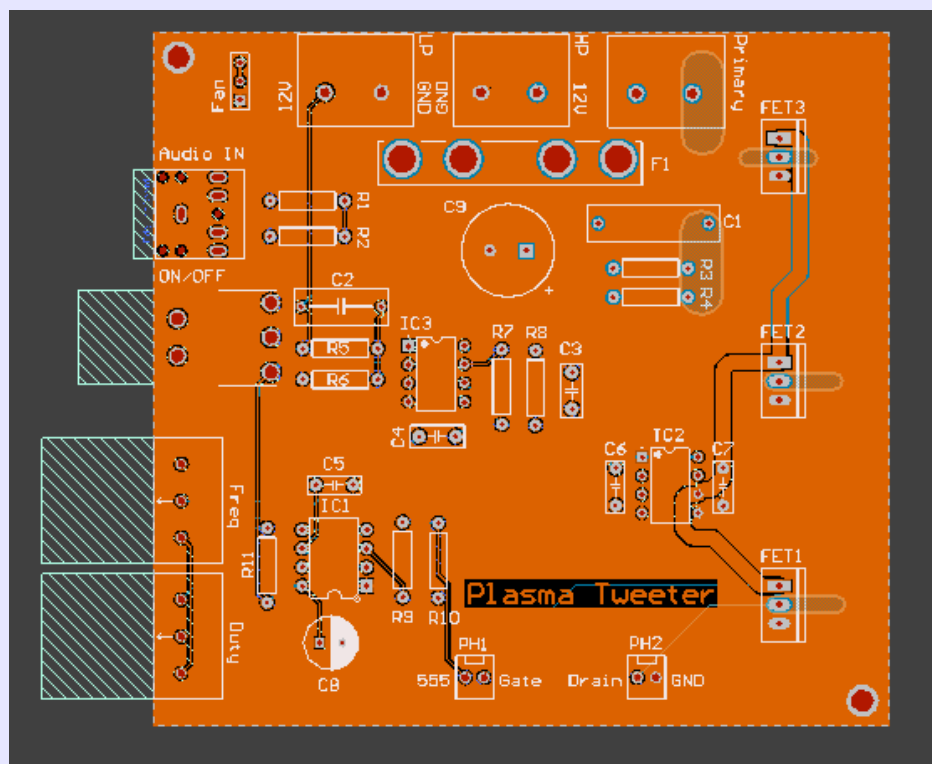 LP
HP
Primary
Fan
12V
GND
GND
12V
FET3
Audio IN
F1
R1
C9
C1
R2
ON/OFF
C2
R3
R4
IC3
R7
R8
C3
FET2
R5
R6
C4
IC2
C6
C7
C5
Freq
IC1
R11
FET1
Plasma Tweeter
R9
R10
Duty
PH1
PH2
C8
555
Gate
Drain
GND